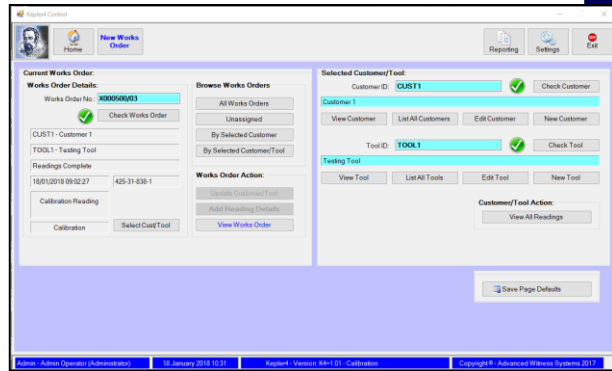 Kepler4 Control
Home
New Works
Order
Reporting
Settings
Exit
Current Works Order:
Works Order Details:
Works Order No.: X000500/03
Check Works Order
CUST1 - Customer 1
TOOL1 - Testing Tool
Readings Complete
18/01/2018 09:02:27 425-31-838-1
Calibration Reading
Calibration
Select Cust/Tool
Browse Works Orders
All Works Orders
Unassigned
By Selected Customer
By Selected Customer/Tool
Works Order Action:
Update Customer/Tool
Add Reading Details
View Works Order
Selected Customer/Tool:
Customer ID: CUST1 Check Customer
Customer 1
View Customer List All Customers Edit Customer New Customer
Tool ID: TOOL1 Check Tool
Testing Tool
View Tool List All Tools Edit Tool New Tool
Customer/Tool
Action:
View All Readings
Save Page Defaults
Admin - Admin Operator (Administrator) 18 January 2018 10:31 Kepler4 - Version: K4=1.01 - Calibration Copyright © - Advanced Witness Systems 2017